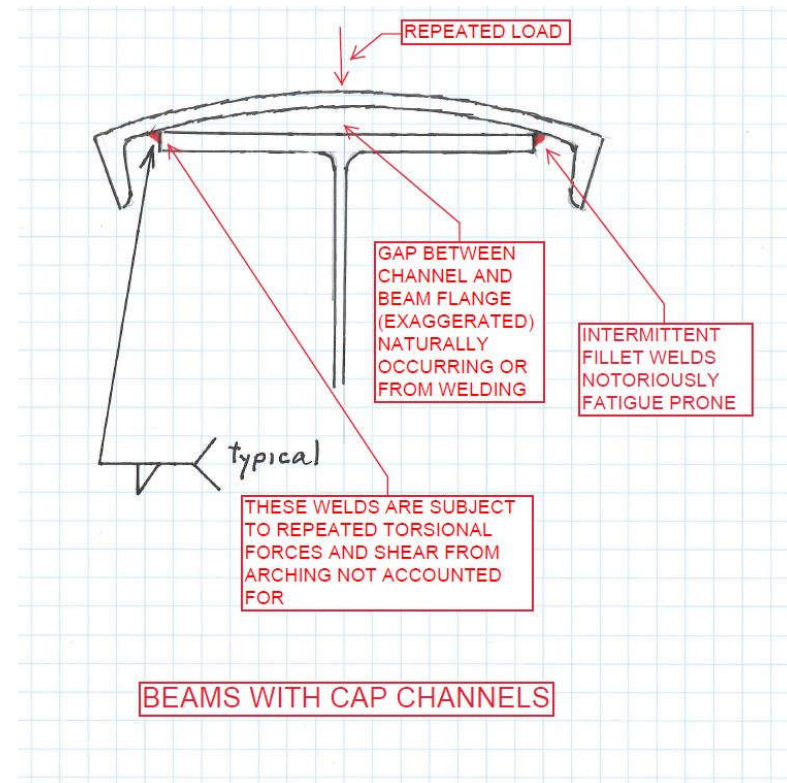 REPEATED LOAD
GAP BETWEEN
CHANNEL AND
BEAM FLANGE
(EXAGGERATED)
NATURALLY
OCCURRING OR
FROM WELDING
INTERMITTENT
FILLET WELDS
NOTORIOUSLY
FATIGUE PRONE
typical
THESE WELDS ARE SUBJECT
TO REPEATED TORSIONAL
FORCES AND SHEAR FROM
ARCHING NOT ACCOUNTED
FOR
BEAMS WITH CAP CHANNELS